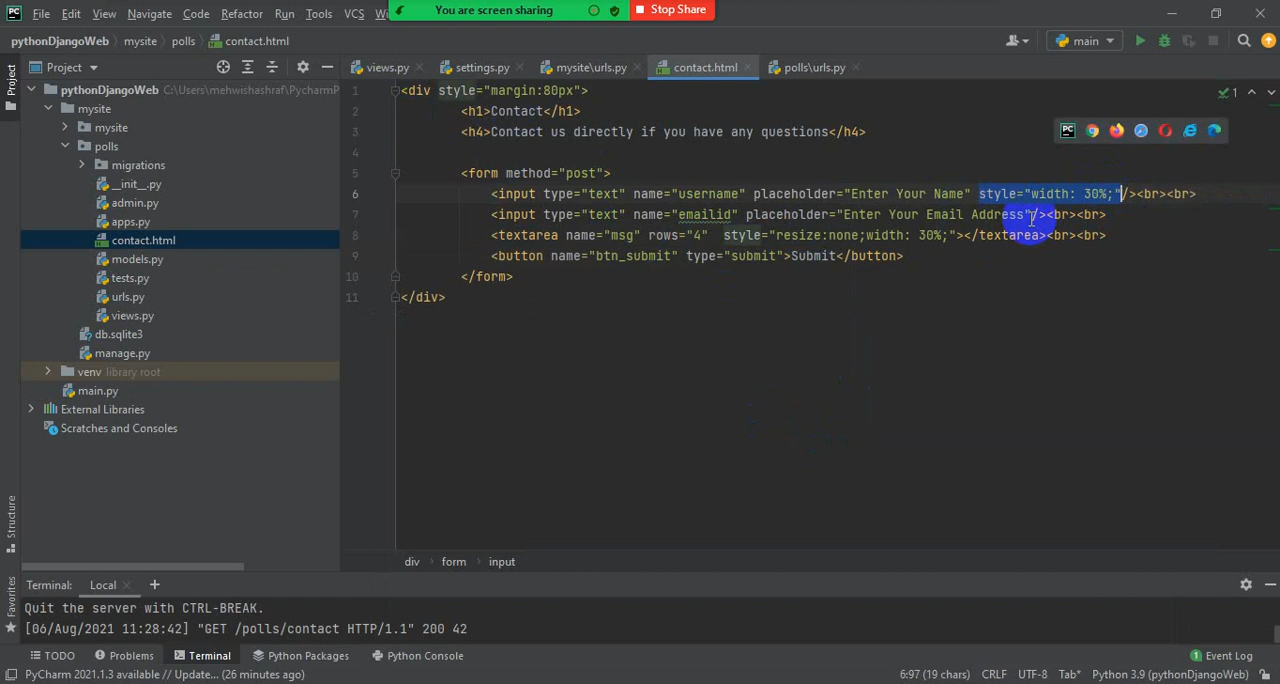 You are screen sharing
Stop Share
File Edit View Navigate Code Refactor Run Tools VCS
pythonDjangoWeb mysite polls contact.html
main
Project
Project
views.py settings.py mysite\urls.py contact.html polls\urls.py
pythonDjangoWeb C:\Users\mehwishashraf\PycharmP
mysite
mysite
polls
migrations
__init__.py
admin.py
apps.py
contact.html
models.py
tests.py
urls.py
views.py
db.sqlite3
manage.py
venv library root
main.py
External Libraries
Scratches and Consoles
1 <div style="margin:80px">
2 <h1>Contact</h1>
3 <h4>Contact us directly if you have any questions</h4>
4
5 <form method="post">
6 <input type="text" name="username" placeholder="Enter Your Name" style="width: 30%;"/><br><br>
7 <input type="text" name="emailid" placeholder="Enter Your Email Address"/><br><br>
8 <textarea name="msg" rows="4"  style="resize:none;width: 30%;"></textarea><br><br>
9 <button name="btn_submit" type="submit">Submit</button>
10 </form>
11 </div>
1
PC
div form input
Structure
Favorites
Terminal: Local
Quit the server with CTRL-BREAK.
[06/Aug/2021 11:28:42] "GET /polls/contact HTTP/1.1" 200 42
TODO Problems Terminal Python Packages Python Console 1 Event Log
PyCharm 2021.1.3 available // Update... (26 minutes ago) 6:97 (19 chars) CRLF UTF-8 Tab* Python 3.9 (pythonDjangoWeb)